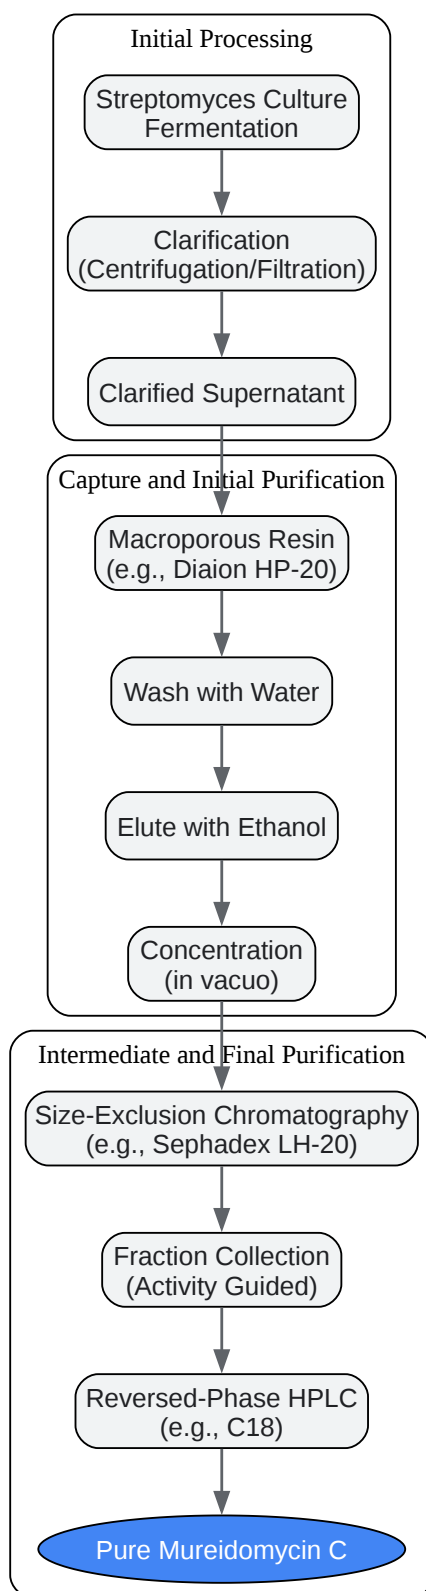 Initial Processing
Streptomyces Culture
Fermentation
Clarification
(Centrifugation/Filtration)
Clarified Supernatant
Capture and Initial Purification
Macroporous Resin
(e.g., Diaion HP-20)
Wash with Water
Elute with Ethanol
Concentration
(in vacuo)
Intermediate and Final Purification
Size-Exclusion Chromatography
(e.g., Sephadex LH-20)
Fraction Collection
(Activity Guided)
Reversed-Phase HPLC
(e.g., C18)
Pure Mureidomycin C